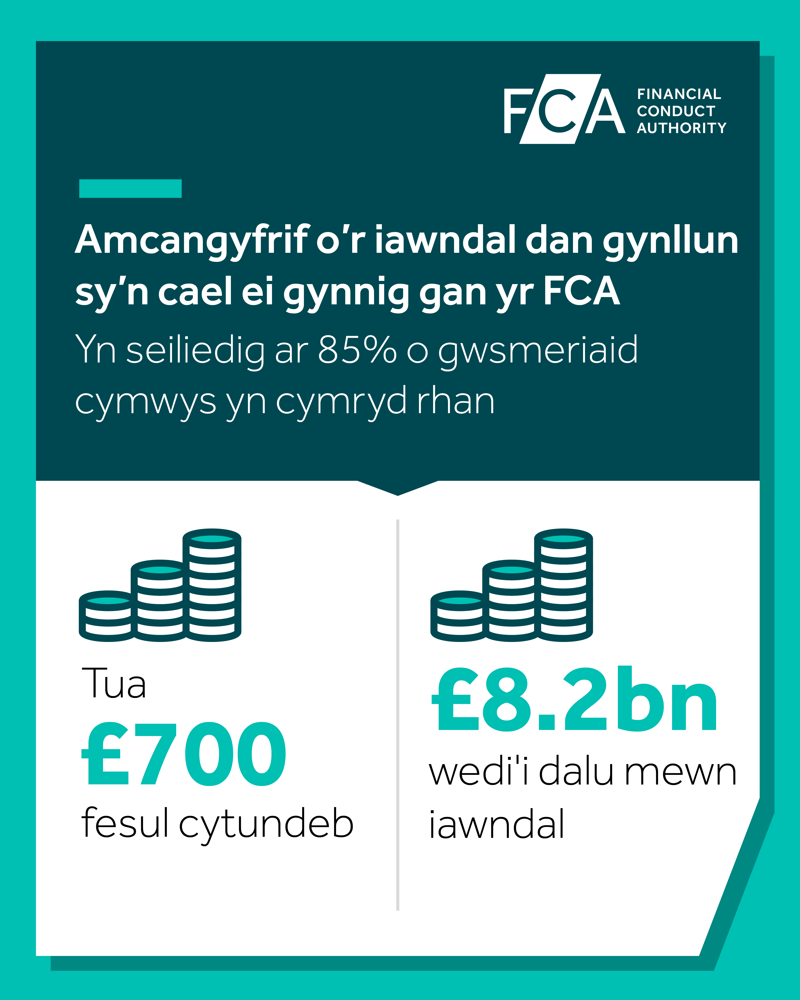 FCA
FINANCIAL
CONDUCT
AUTHORITY
Amcangyfrif o'r iawndal dan gynllun
sy'n cael ei gynnig gan yr FCA
Yn seiliedig ar 85% o gwsmeriaid
cymwys yn cymryd rhan
Tua
£700
fesul cytundeb
£8.2bn
wedi'i dalu mewn
iawndal